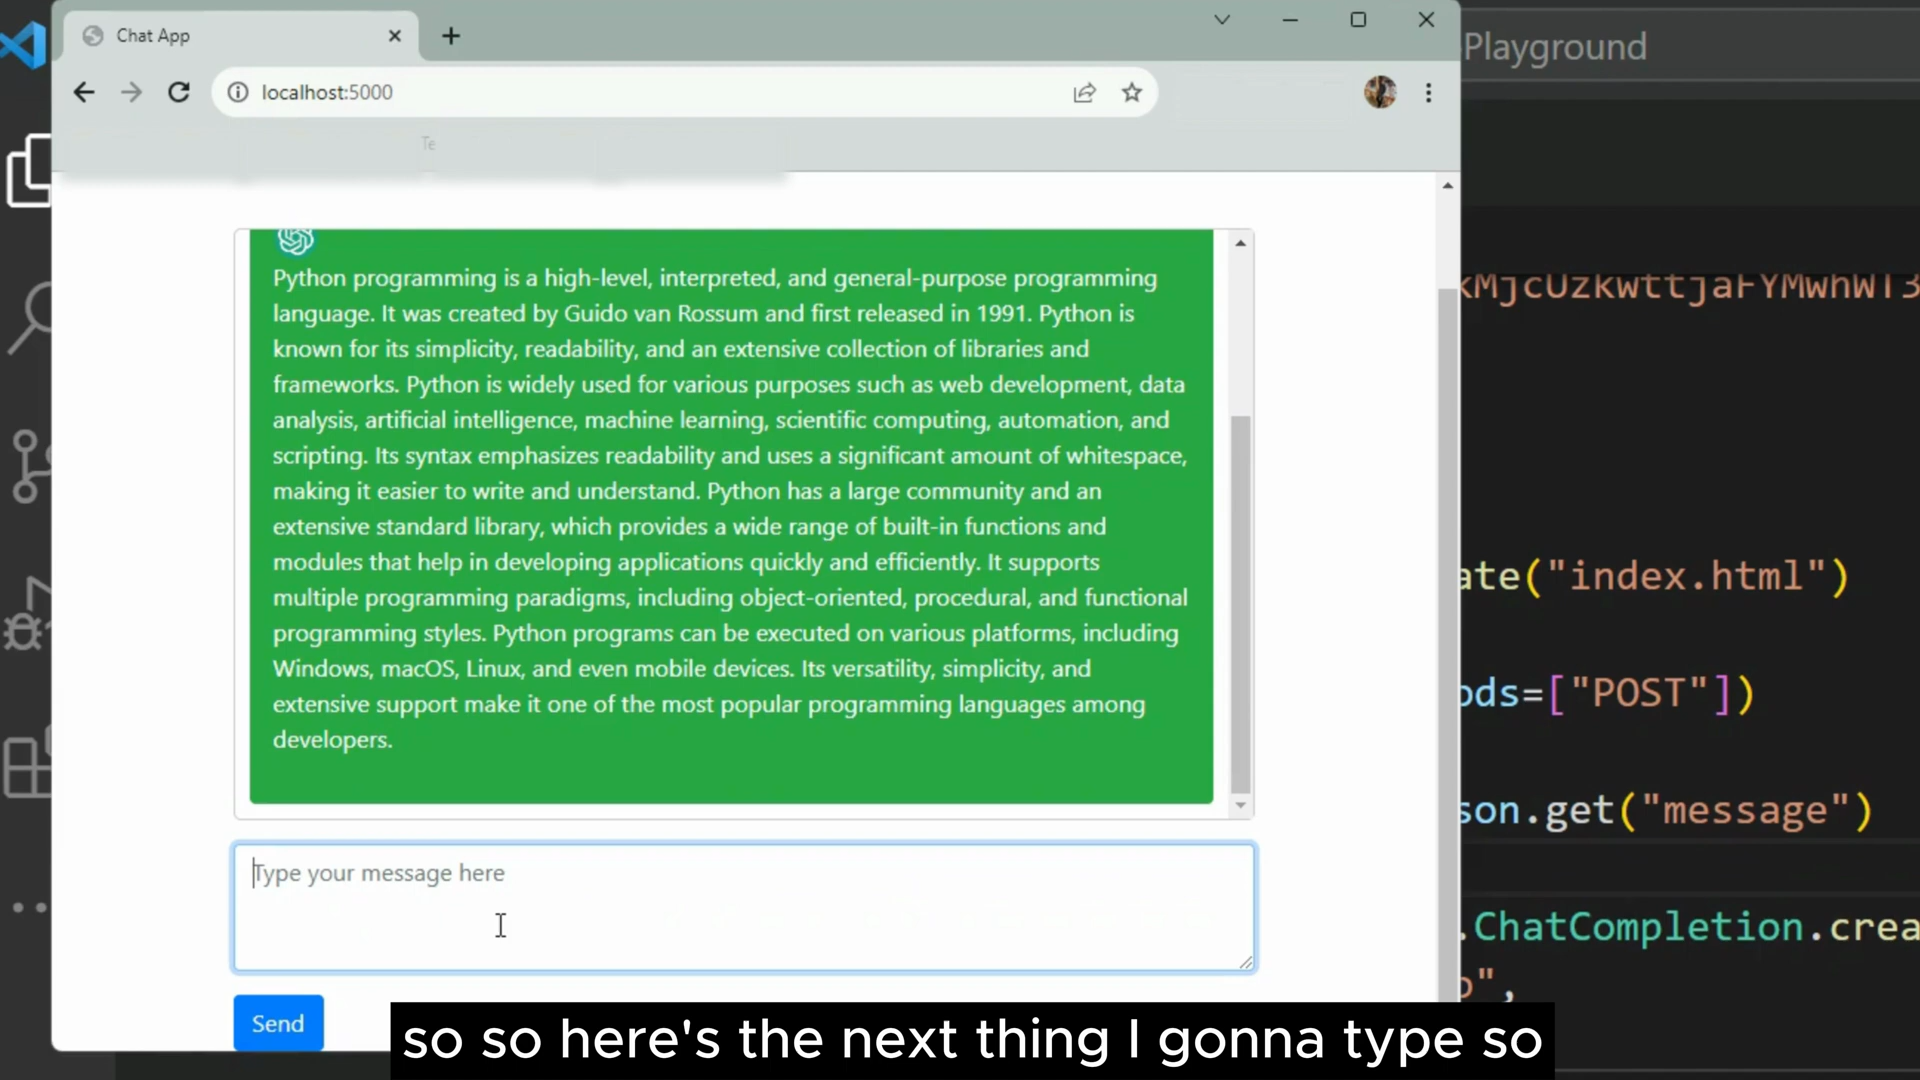 Chat App
Playground
localhost:5000
Te
Python programming is a high-level, interpreted, and general-purpose programming
language. It was created by Guido van Rossum and first released in 1991. Python is
known for its simplicity, readability, and an extensive collection of libraries and
frameworks. Python is widely used for various purposes such as web development, data
analysis, artificial intelligence, machine learning, scientific computing, automation, and
scripting. Its syntax emphasizes readability and uses a significant amount of whitespace,
making it easier to write and understand. Python has a large community and an
extensive standard library, which provides a wide range of built-in functions and
modules that help in developing applications quickly and efficiently. It supports
multiple programming paradigms, including object-oriented, procedural, and functional
programming styles. Python programs can be executed on various platforms, including
Windows, macOS, Linux, and even mobile devices. Its versatility, simplicity, and
extensive support make it one of the most popular programming languages among
developers.
Type your message here
Send
ate("index.html")
ods=["POST"])
son.get("message")
.ChatCompletion.crea
o",
so so here's the next thing I gonna type so